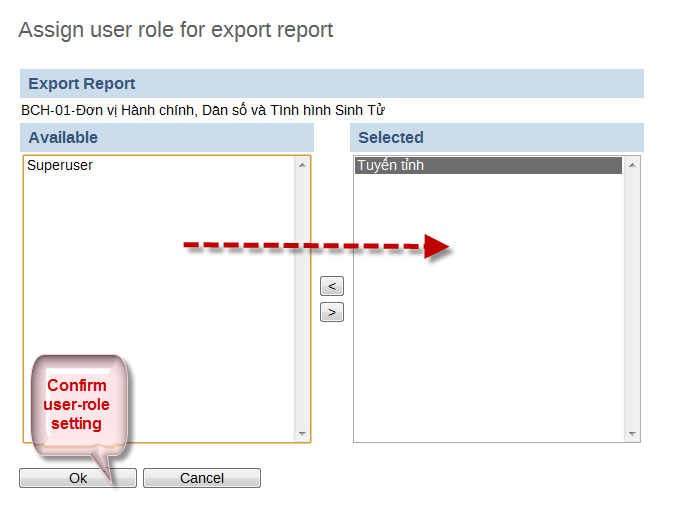 Assign user role for export report
Export Report
BCH-01-Đơn vị Hành chính, Dân số và Tình hình Sinh Tử
Available
Selected
Superuser
Tuyến tỉnh
<
>
Confirm
user-role
setting
Ok
Cancel